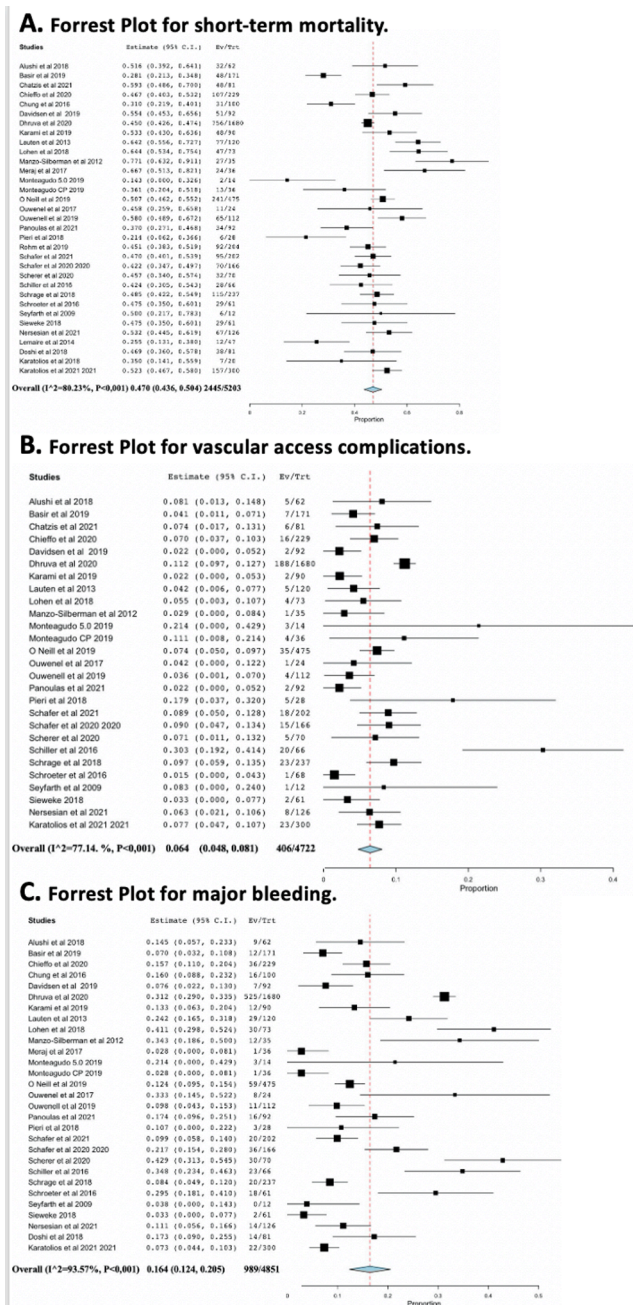 A. Forrest Plot for short-term mortality.
Studies Estimate (95% C.I.) Ev/Trt
Alushi et al 2018 0.516 (0.392, 0.641) 32/62
Basir et al 2019 0.281 (0.213, 0.348) 48/171
Chatzis et al 2021 0.593 (0.486, 0.700) 48/81
Chieffo et al 2020 0.467 (0.403, 0.532) 107/229
Chung et al 2016 0.310 (0.219, 0.401) 31/100
Davidsen et al 2019 0.554 (0.453, 0.656) 51/92
Dhruva et al 2020 0.450 (0.426, 0.474) 756/1680
Karami et al 2019 0.533 (0.430, 0.636) 48/90
Lauten et al 2013 0.642 (0.556, 0.727) 77/120
Lohen et al 2018 0.644 (0.534, 0.754) 47/73
Manzo-Silberman et al 2012 0.771 (0.632, 0.911) 27/35
Meraj et al 2017 0.667 (0.513, 0.821) 24/36
Monteagudo 5.0 2019 0.143 (0.000, 0.326) 2/14
Monteagudo CP 2019 0.361 (0.204, 0.518) 13/36
O Neill et al 2019 0.507 (0.462, 0.552) 241/475
Ouwenel et al 2017 0.458 (0.259, 0.658) 11/24
Ouwenell et al 2019 0.580 (0.489, 0.672) 65/112
Panoulas et al 2021 0.370 (0.271, 0.468) 34/92
Pieri et al 2018 0.214 (0.062, 0.366) 6/28
Rohm et al 2019 0.451 (0.383, 0.519) 92/204
Schafer et al 2021 0.470 (0.401, 0.539) 95/202
Schafer et al 2020 2020 0.422 (0.347, 0.497) 70/166
Scherer et al 2020 0.457 (0.340, 0.574) 32/70
Schiller et al 2016 0.424 (0.305, 0.543) 28/66
Schrage et al 2018 0.485 (0.422, 0.549) 115/237
Schroeter et al 2016 0.475 (0.350, 0.601) 29/61
Seyfarth et al 2009 0.500 (0.217, 0.783) 6/12
Sieweke 2018 0.475 (0.350, 0.601) 29/61
Nersesian et al 2021 0.532 (0.445, 0.619) 67/126
Lemaire et al 2014 0.255 (0.131, 0.380) 12/47
Doshi et al 2018 0.469 (0.360, 0.578) 38/81
Karatolios et al 2018 0.350 (0.141, 0.559) 7/20
Karatolios et al 2021 2021 0.523 (0.467, 0.580) 157/300
Overall (I^2=80.23%, P<0,001) 0.470 (0.436, 0.504) 2445/5203
0 0.2 0.4 0.6 0.8
Proportion
B. Forrest Plot for vascular access complications.
Studies Estimate (95% C.I.) Ev/Trt
Alushi et al 2018 0.081 (0.013, 0.148) 5/62
Basir et al 2019 0.041 (0.011, 0.071) 7/171
Chatzis et al 2021 0.074 (0.017, 0.131) 6/81
Chieffo et al 2020 0.070 (0.037, 0.103) 16/229
Davidsen et al 2019 0.022 (0.000, 0.052) 2/92
Dhruva et al 2020 0.112 (0.097, 0.127) 188/1680
Karami et al 2019 0.022 (0.000, 0.053) 2/90
Lauten et al 2013 0.042 (0.006, 0.077) 5/120
Lohen et al 2018 0.055 (0.003, 0.107) 4/73
Manzo-Silberman et al 2012 0.029 (0.000, 0.084) 1/35
Monteagudo 5.0 2019 0.214 (0.000, 0.429) 3/14
Monteagudo CP 2019 0.111 (0.008, 0.214) 4/36
O Neill et al 2019 0.074 (0.050, 0.097) 35/475
Ouwenel et al 2017 0.042 (0.000, 0.122) 1/24
Ouwenell et al 2019 0.036 (0.001, 0.070) 4/112
Panoulas et al 2021 0.022 (0.000, 0.052) 2/92
Pieri et al 2018 0.179 (0.037, 0.320) 5/28
Schafer et al 2021 0.089 (0.050, 0.128) 18/202
Schafer et al 2020 2020 0.090 (0.047, 0.134) 15/166
Scherer et al 2020 0.071 (0.011, 0.132) 5/70
Schiller et al 2016 0.303 (0.192, 0.414) 20/66
Schrage et al 2018 0.097 (0.059, 0.135) 23/237
Schroeter et al 2016 0.015 (0.000, 0.043) 1/68
Seyfarth et al 2009 0.083 (0.000, 0.240) 1/12
Sieweke 2018 0.033 (0.000, 0.077) 2/61
Nersesian et al 2021 0.063 (0.021, 0.106) 8/126
Karatolios et al 2021 2021 0.077 (0.047, 0.107) 23/300
Overall (I^2=77.14. %, P<0,001) 0.064 (0.048, 0.081) 406/4722
0 0.1 0.2 0.3 0.4
Proportion
C. Forrest Plot for major bleeding.
Studies Estimate (95% C.I.) Ev/Trt
Alushi et al 2018 0.145 (0.057, 0.233) 9/62
Basir et al 2019 0.070 (0.032, 0.108) 12/171
Chieffo et al 2020 0.157 (0.110, 0.204) 36/229
Chung et al 2016 0.160 (0.088, 0.232) 16/100
Davidsen et al 2019 0.076 (0.022, 0.130) 7/92
Dhruva et al 2020 0.312 (0.290, 0.335) 525/1680
Karami et al 2019 0.133 (0.063, 0.204) 12/90
Lauten et al 2013 0.242 (0.165, 0.318) 29/120
Lohen et al 2018 0.411 (0.298, 0.524) 30/73
Manzo-Silberman et al 2012 0.343 (0.186, 0.500) 12/35
Meraj et al 2017 0.028 (0.000, 0.081) 1/36
Monteagudo 5.0 2019 0.214 (0.000, 0.429) 3/14
Monteagudo CP 2019 0.028 (0.000, 0.081) 1/36
O Neill et al 2019 0.124 (0.095, 0.154) 59/475
Ouwenel et al 2017 0.333 (0.145, 0.522) 8/24
Ouwenoll et al 2019 0.098 (0.043, 0.153) 11/112
Panoulas et al 2021 0.174 (0.096, 0.251) 16/92
Pieri et al 2018 0.107 (0.000, 0.222) 3/28
Schafer et al 2021 0.099 (0.058, 0.140) 20/202
Schafer et al 2020 2020 0.217 (0.154, 0.280) 36/166
Scherer et al 2020 0.429 (0.313, 0.545) 30/70
Schiller et al 2016 0.348 (0.234, 0.463) 23/66
Schrage et al 2018 0.084 (0.049, 0.120) 20/237
Schroeter et al 2016 0.295 (0.181, 0.410) 18/61
Seyfarth et al 2009 0.038 (0.000, 0.143) 0/12
Sieweke 2018 0.033 (0.000, 0.077) 2/61
Nersesian et al 2021 0.111 (0.056, 0.166) 14/126
Doshi et al 2018 0.173 (0.090, 0.255) 14/81
Karatolios et al 2021 2021 0.073 (0.044, 0.103) 22/300
Overall (I^2=93.57%, P<0,001) 0.164 (0.124, 0.205) 989/4851
0 0.1 0.2 0.3 0.4 0.5
Proportion